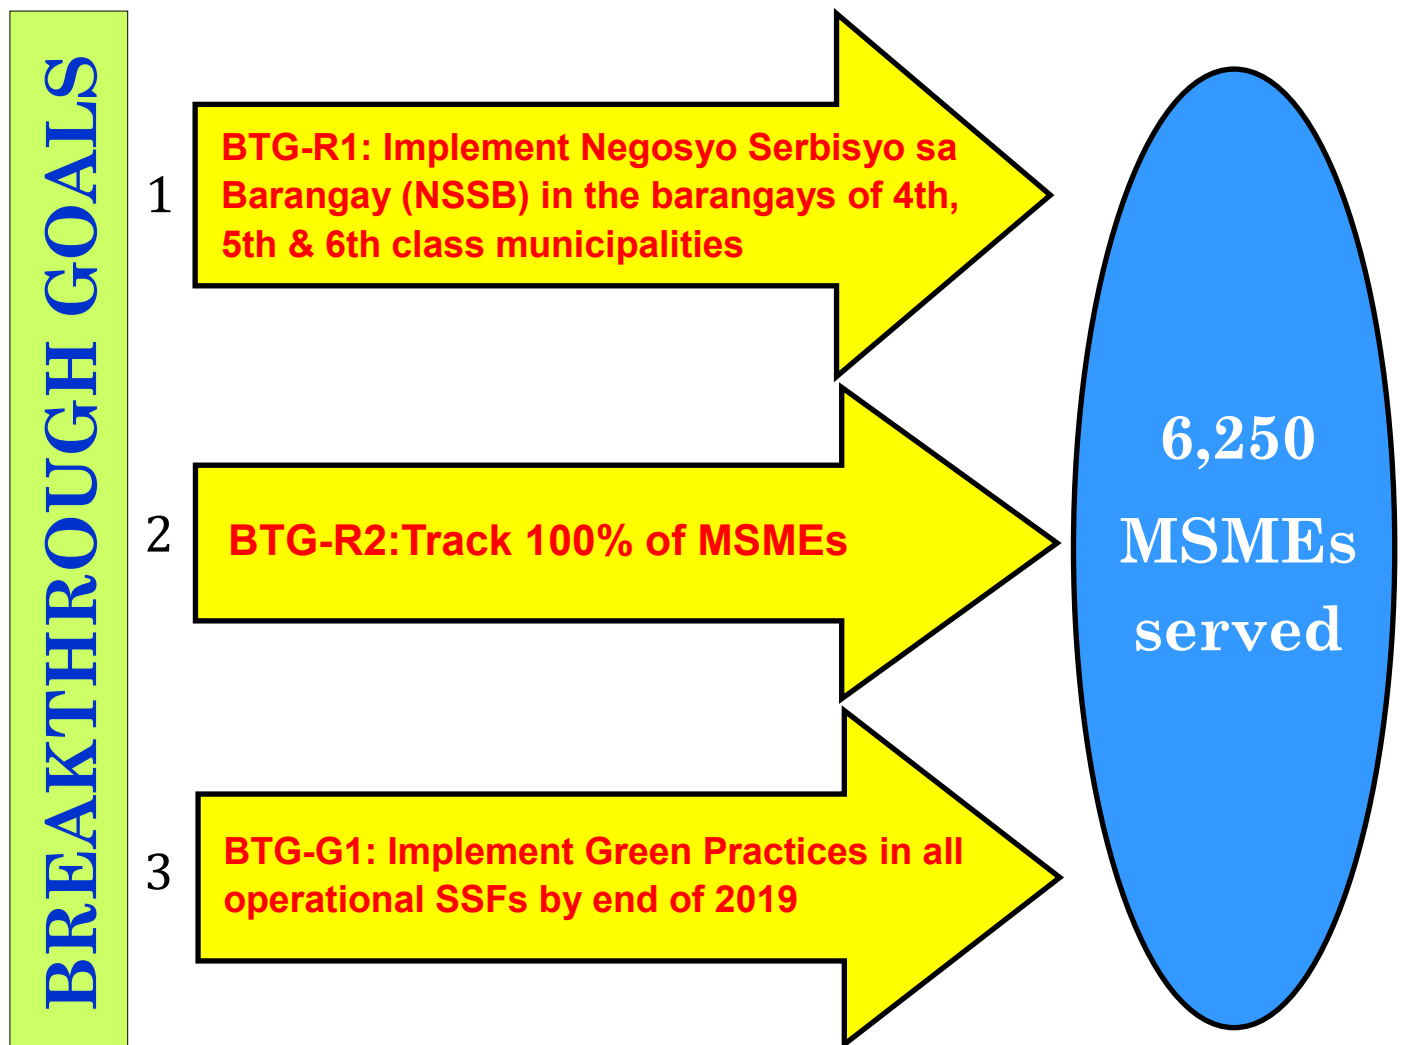 BREAKTHROUGH GOALS
1
BTG-R1: Implement Negosyo Serbisyo sa
Barangay (NSSB) in the barangays of 4th,
5th & 6th class municipalities
2
BTG-R2:Track 100% of MSMEs
3
BTG-G1: Implement Green Practices in all
operational SSFs by end of 2019
6,250
MSMEs
served